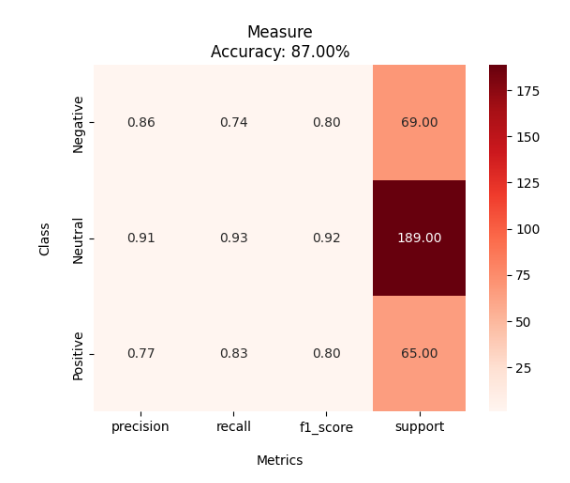 Measure
Accuracy: 87.00%
Class
Negative 0.86 0.74 0.80 69.00
Neutral 0.91 0.93 0.92 189.00
Positive 0.77 0.83 0.80 65.00
precision recall f1_score support
Metrics
175
150
125
100
75
50
25